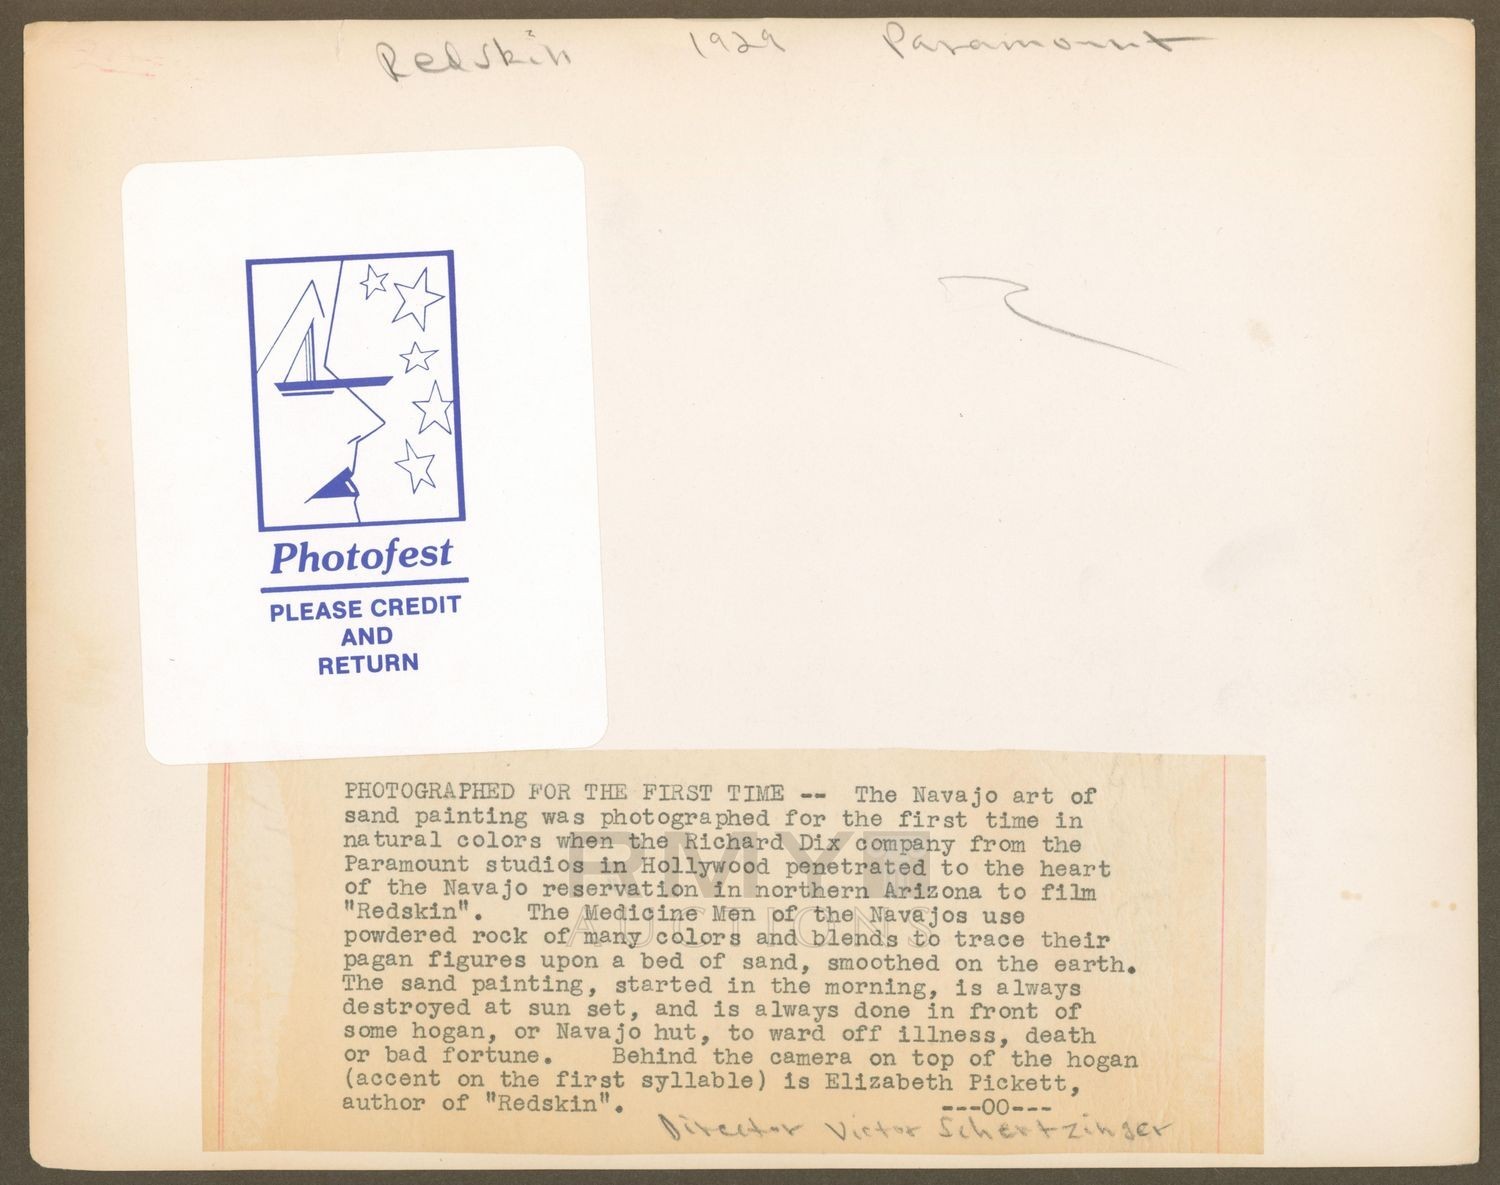 Redskin 1929 Paramount
Photofest
PLEASE CREDIT
AND
RETURN
PHOTOGRAPHED FOR THE FIRST TIME -- The Navajo art of
sand painting was photographed for the first time in
natural colors when the Richard Dix company from the
Paramount studios in Hollywood penetrated to the heart
of the Navajo reservation in northern Arizona to film
"Redskin". The Medicine Men of the Navajos use
powdered rock of many colors and blends to trace their
pagan figures upon a bed of sand, smoothed on the earth.
The sand painting, started in the morning, is always
destroyed at sun set, and is always done in front of
some hogan, or Navajo hut, to ward off illness, death
or bad fortune. Behind the camera on top of the hogan
(accent on the first syllable) is Elizabeth Pickett,
author of "Redskin". ---OO---
Director Victor Schertzinger
RMY
AUCTIONS